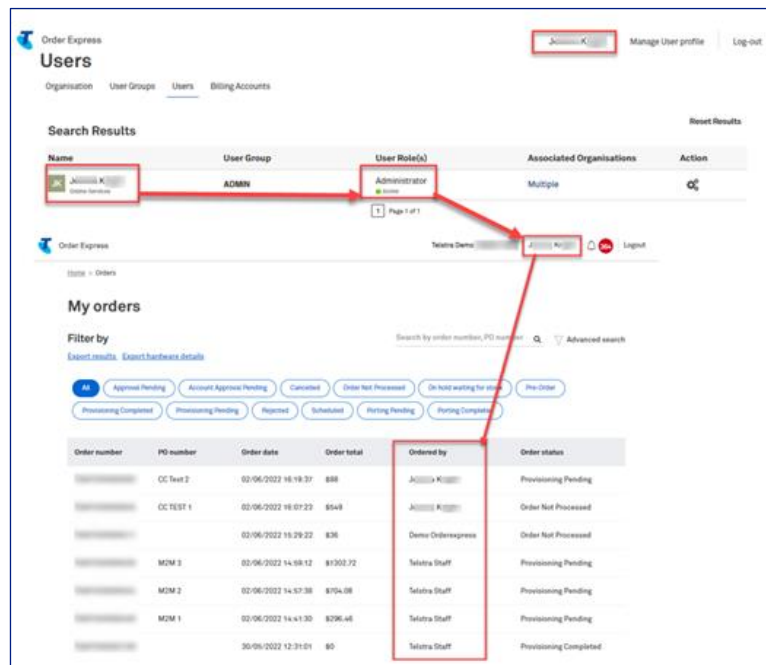 Order Express
Manage User profile
Log-out
Users
Organisation User Groups Users Billing Accounts
Reset Results
Search Results
Name User Group User Role(s) Associated Organisations Action
JK ADMIN Administrator Multiple
1 Page 1 of 1
Order Express Telstra Demo 364 Logout
Home > Orders
My orders
Filter by
Search by order number, PO number Advanced search
Export results Export hardware details
All Approval Pending Account Approval Pending Cancelled Order Not Processed On hold waiting for stock Pre-Order
Provisioning Completed Provisioning Pending Rejected Scheduled Porting Pending Porting Completed
Order number PO number Order date Order total Ordered by Order status
CC Test 2 02/06/2022 16:19:37 $88 Provisioning Pending
CC TEST 1 02/06/2022 16:07:23 $549 Order Not Processed
02/06/2022 15:29:22 $36 Demo Orderexpress Order Not Processed
M2M 3 02/06/2022 14:59:12 $1302.72 Telstra Staff Provisioning Pending
M2M 2 02/06/2022 14:57:38 $704.08 Telstra Staff Provisioning Pending
M2M 1 02/06/2022 14:41:30 $296.46 Telstra Staff Provisioning Pending
30/05/2022 12:31:01 $0 Telstra Staff Provisioning Completed